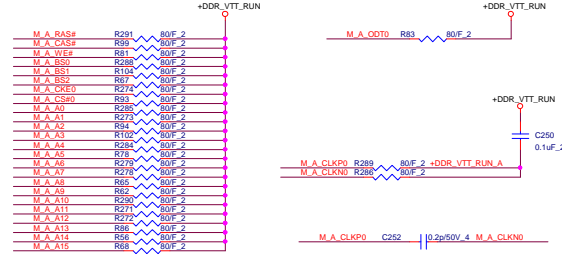 +DDR_VTT_RUN
M_A_RAS# R291 80/F_2
M_A_CAS# R99 80/F_2
M_A_WE# R81 80/F_2
M_A_BS0 R288 80/F_2
M_A_BS1 R104 80/F_2
M_A_BS2 R67 80/F_2
M_A_CKE0 R274 80/F_2
M_A_CS#0 R93 80/F_2
M_A_A0 R285 80/F_2
M_A_A1 R273 80/F_2
M_A_A2 R94 80/F_2
M_A_A3 R102 80/F_2
M_A_A4 R284 80/F_2
M_A_A5 R78 80/F_2
M_A_A6 R279 80/F_2
M_A_A7 R278 80/F_2
M_A_A8 R65 80/F_2
M_A_A9 R62 80/F_2
M_A_A10 R290 80/F_2
M_A_A11 R271 80/F_2
M_A_A12 R272 80/F_2
M_A_A13 R86 80/F_2
M_A_A14 R56 80/F_2
M_A_A15 R68 80/F_2
+DDR_VTT_RUN
M_A_ODT0 R83 80/F_2
+DDR_VTT_RUN
C250
0.1uF_2
M_A_CLKP0 R289 80/F_2 +DDR_VTT_RUN_A
M_A_CLKN0 R286 80/F_2
M_A_CLKP0 C252 0.2p/50V_4 M_A_CLKN0